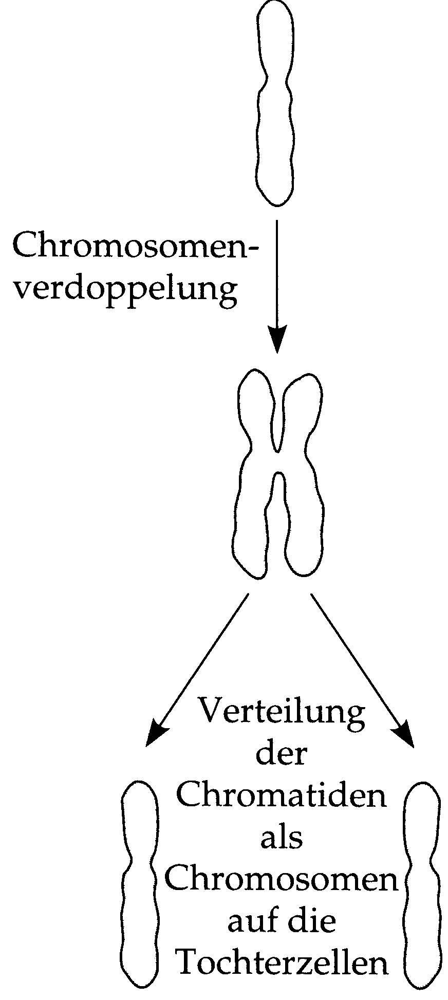 Chromosomen-
verdoppelung
Verteilung
der
Chromatiden
als
Chromosomen
auf die
Tochterzellen